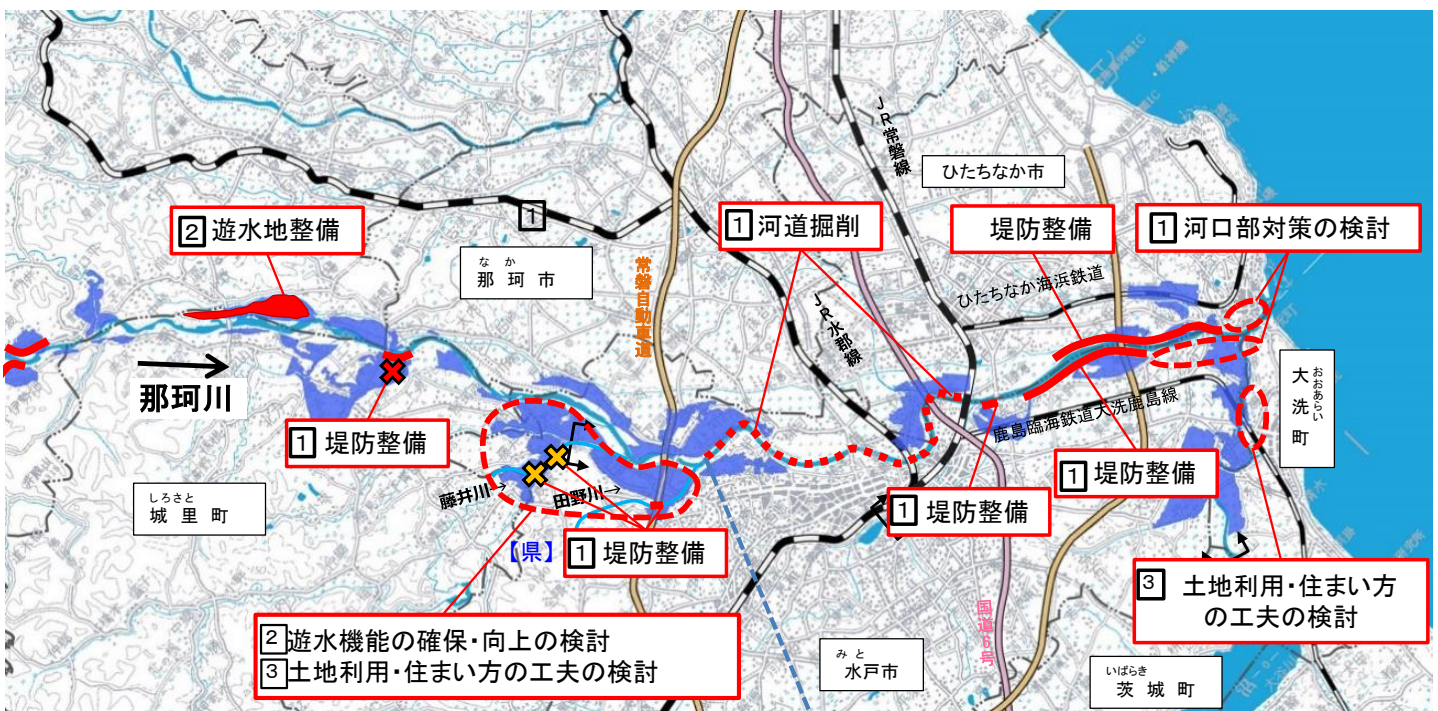 JR常磐線
ひたちなか市
1
2 遊水地整備
1 河道掘削
堤防整備
1 河口部対策の検討
なか
那珂市
常磐自動車道
JR水郡線
ひたちなか海浜鉄道
那珂川
大洗町
おおあらい
鹿島臨海鉄道大洗鹿島線
1 堤防整備
1 堤防整備
しろさと
城里町
藤井川→
田野川→
1 堤防整備
【県】
1 堤防整備
3 土地利用・住まい方
の工夫の検討
国道6号
2 遊水機能の確保・向上の検討
3 土地利用・住まい方の工夫の検討
みと
水戸市
いばらき
茨城町